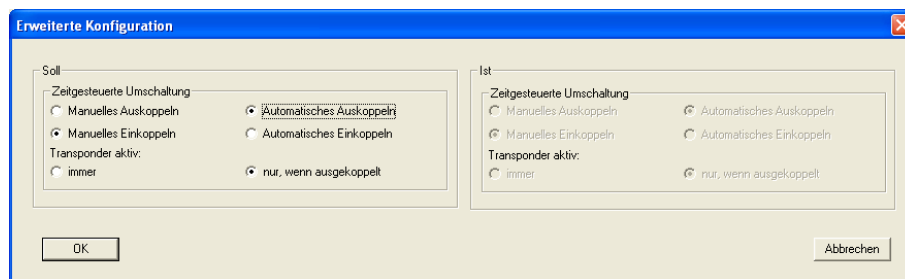 Erweiterte Konfiguration
Soll
Zeitgesteuerte Umschaltung
Manuelles Auskoppeln Automatisches Auskoppeln
Manuelles Einkoppeln Automatisches Einkoppeln
Transponder aktiv:
immer nur, wenn ausgekoppelt
Ist
Zeitgesteuerte Umschaltung
Manuelles Auskoppeln Automatisches Auskoppeln
Manuelles Einkoppeln Automatisches Einkoppeln
Transponder aktiv:
immer nur, wenn ausgekoppelt
OK Abbrechen